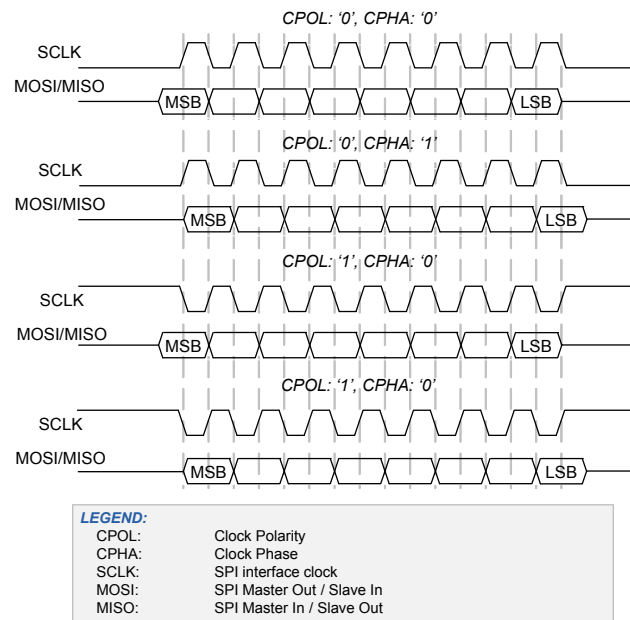 CPOL: ‘0’, CPHA: ‘0’
SCLK
MOSI/MISO
MSB LSB
CPOL: ‘0’, CPHA: ‘1’
SCLK
MOSI/MISO
MSB LSB
CPOL: ‘1’, CPHA: ‘0’
SCLK
MOSI/MISO
MSB LSB
CPOL: ‘1’, CPHA: ‘0’
SCLK
MOSI/MISO
MSB LSB
LEGEND:
CPOL: Clock Polarity
CPHA: Clock Phase
SCLK: SPI interface clock
MOSI: SPI Master Out / Slave In
MISO: SPI Master In / Slave Out